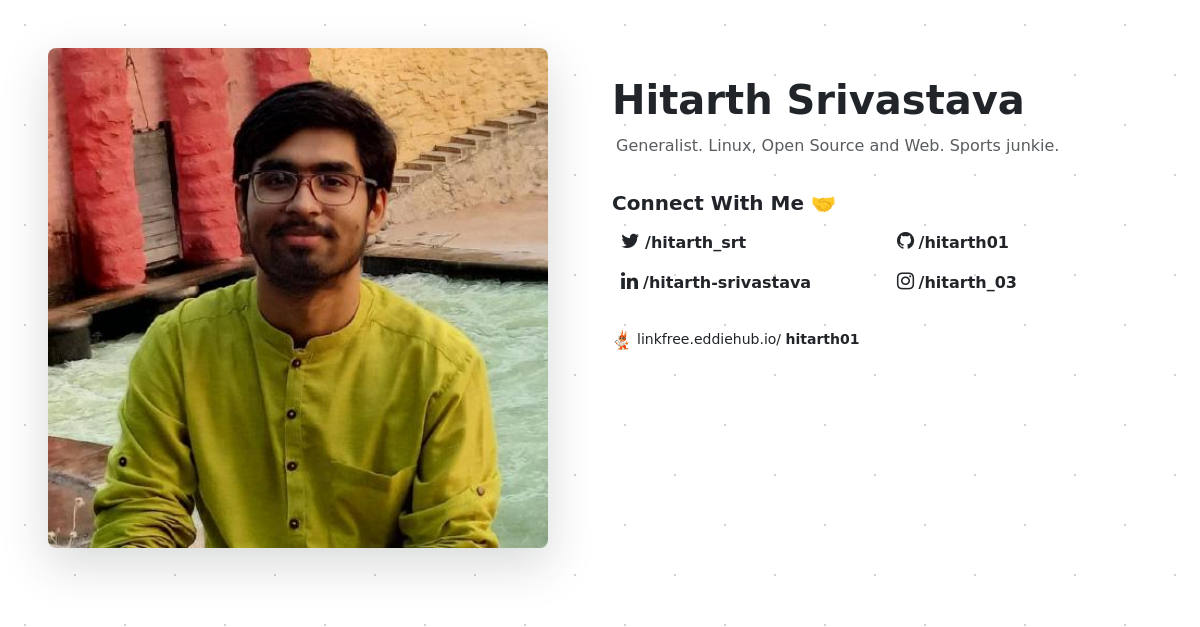 Hitarth Srivastava
Generalist. Linux, Open Source and Web. Sports junkie.
Connect With Me 🤝
/hitarth_srt
/hitarth01
/hitarth-srivastava
/hitarth_03
linkfree.eddiehub.io/ hitarth01